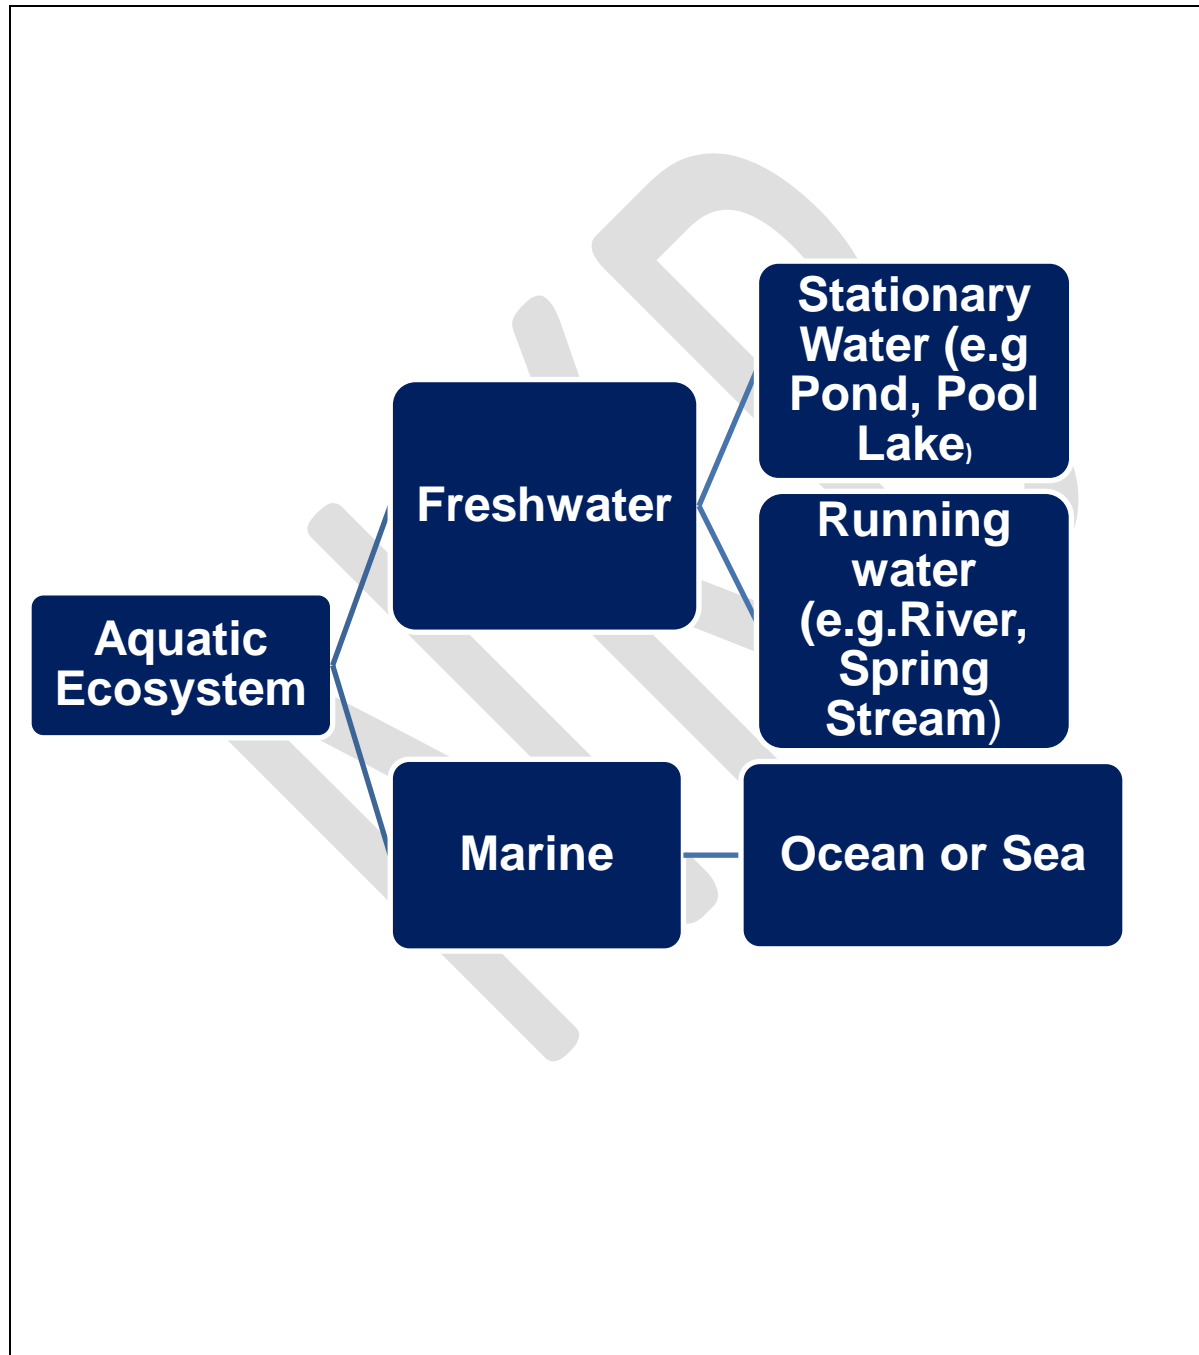 Stationary
Water (e.g
Pond, Pool
Lake)
Freshwater
Running
water
(e.g.River,
Spring
Stream)
Aquatic
Ecosystem
Marine
Ocean or Sea